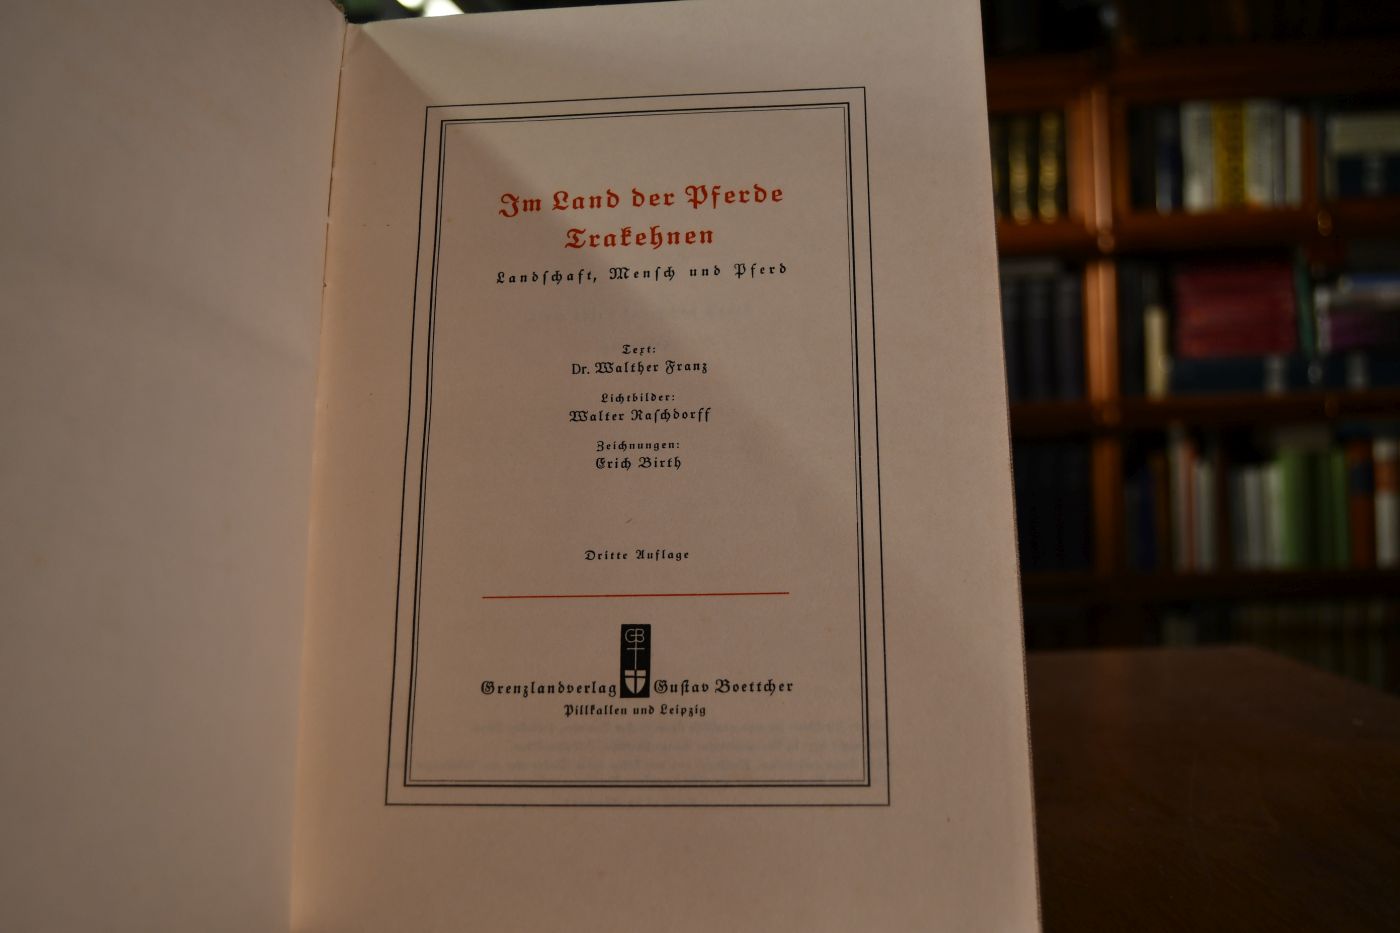 Im Land der Pferde
Trakehnen
Landſchaft, Menſch und Pferd
Text:
Dr. Walther Franz
Lichtbilder:
Walter Raſchdorff
Zeichnungen:
Erich Birth
Dritte Auflage
GB
Grenzlandverlag Guſtav Boettcher
Pillkallen und Leipzig